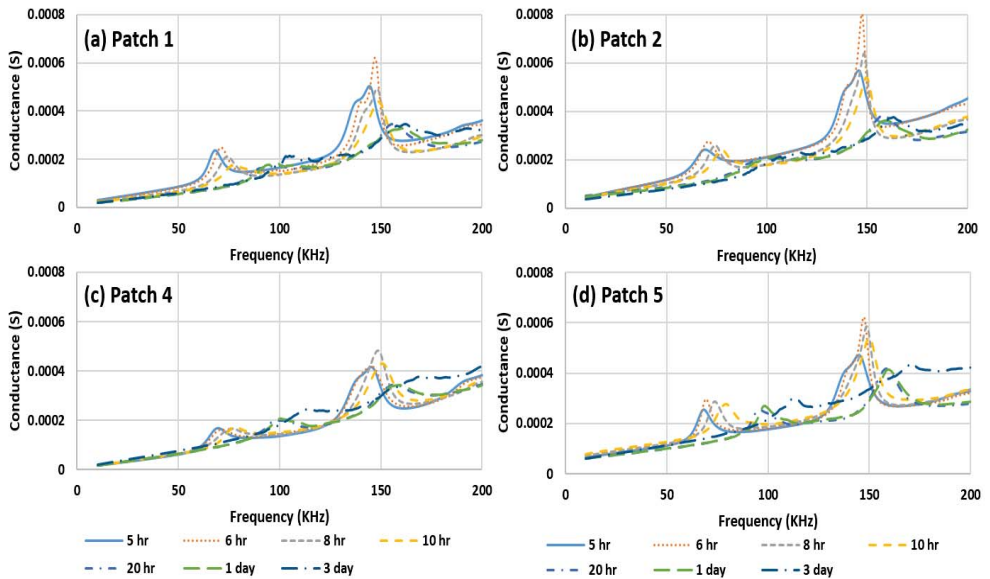 (a) Patch 1
Conductance (S)
0.0008
0.0006
0.0004
0.0002
0
0 50 100 150 200
Frequency (KHz)
(b) Patch 2
Conductance (S)
0.0008
0.0006
0.0004
0.0002
0
0 50 100 150 200
Frequency (KHz)
(c) Patch 4
Conductance (S)
0.0008
0.0006
0.0004
0.0002
0
0 50 100 150 200
Frequency (KHz)
5 hr 6 hr 8 hr 10 hr
20 hr 1 day 3 day
(d) Patch 5
Conductance (S)
0.0008
0.0006
0.0004
0.0002
0
0 50 100 150 200
Frequency (KHz)
5 hr 6 hr 8 hr 10 hr
20 hr 1 day 3 day